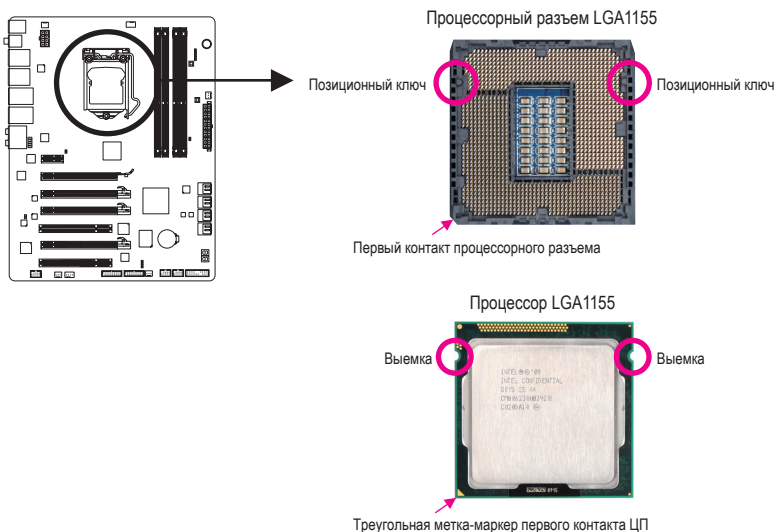 Процессорный разъем LGA1155
Позиционный ключ
Позиционный ключ
Первый контакт процессорного разъема
Процессор LGA1155
Выемка
Выемка
INTEL CONFIDENTIAL
Треугольная метка-маркер первого контакта ЦП